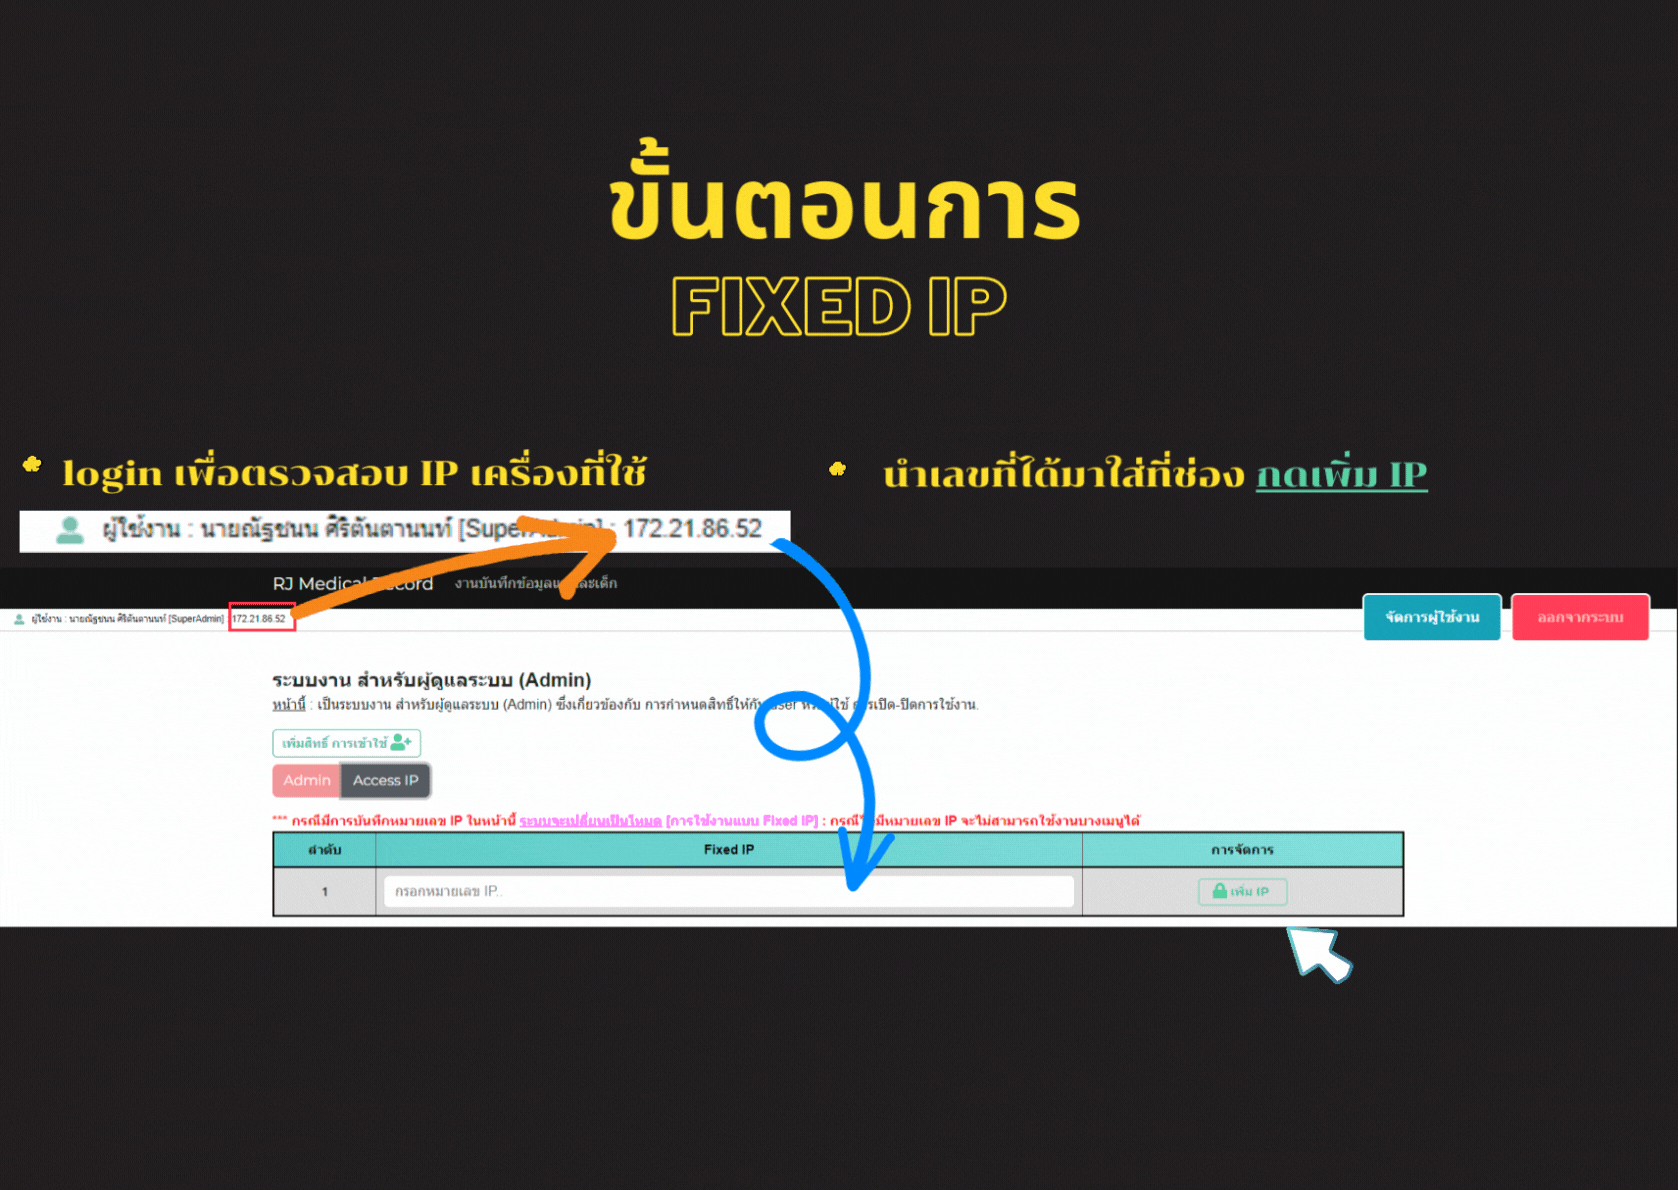 ขั้นตอนการ
FIXED IP
login เพื่อตรวจสอบ IP เครื่องที่ใช้
นำเลขที่ได้มาใส่ที่ช่อง กดเพิ่ม IP
ผู้ใช้งาน : นายณัฐชนน ศิริตันตานนท์ [SuperAdmin] : 172.21.86.52
RJ Medical Record งานบันทึกข้อมูลแม่และเด็ก
ผู้ใช้งาน : นายณัฐชนน ศิริตันตานนท์ [SuperAdmin] : 172.21.86.52
จัดการผู้ใช้งาน
ออกจากระบบ
ระบบงาน สำหรับผู้ดูแลระบบ (Admin)
หน้านี้ : เป็นระบบงาน สำหรับผู้ดูแลระบบ (Admin) ซึ่งเกี่ยวข้องกับ การกำหนดสิทธิ์ให้กับ User หรือผู้ใช้ การเปิด-ปิดการใช้งาน.
เพิ่มสิทธิ์ การเข้าใช้
Admin Access IP
*** กรณีมีการบันทึกหมายเลข IP ในหน้านี้ ระบบจะเปลี่ยนเป็นโหมด [การใช้งานแบบ Fixed IP] : กรณีไม่มีหมายเลข IP จะไม่สามารถใช้งานบางเมนูได้
ลำดับ Fixed IP การจัดการ
1 กรอกหมายเลข IP.. เพิ่ม IP